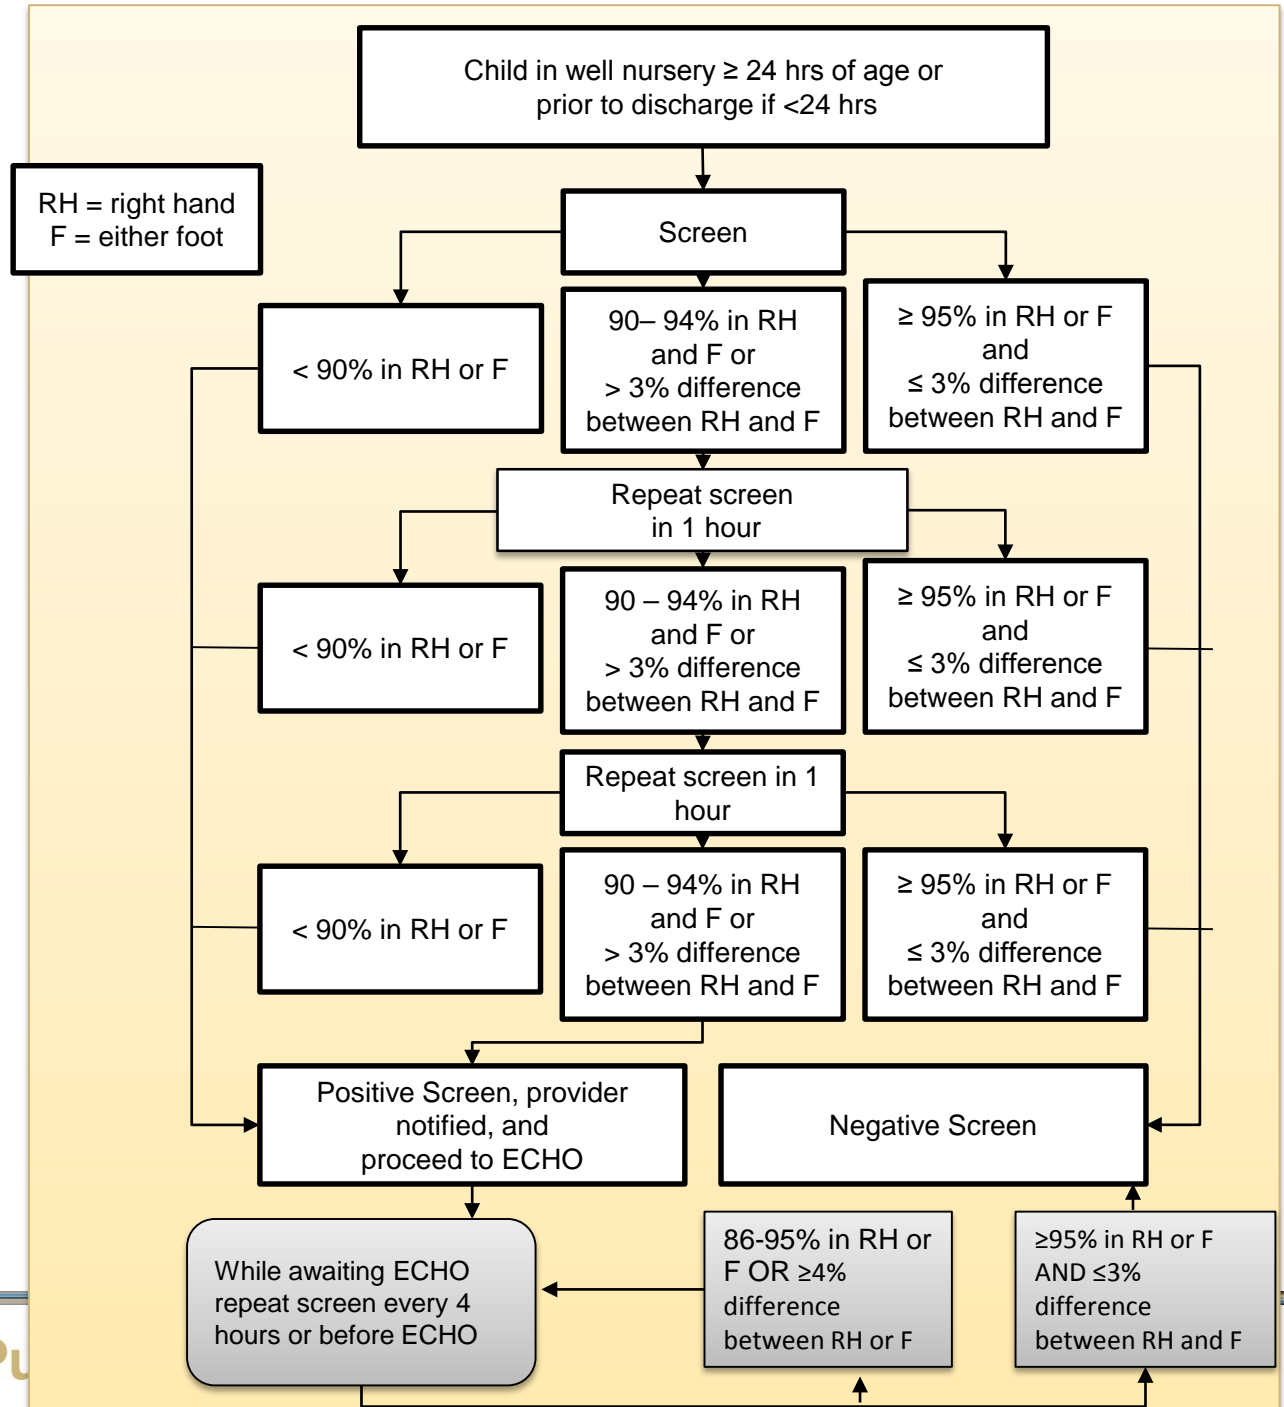 Child in well nursery ≥ 24 hrs of age or
prior to discharge if <24 hrs
RH = right hand
F = either foot
Screen
< 90% in RH or F
90– 94% in RH
and F or
> 3% difference
between RH and F
≥ 95% in RH or F
and
≤ 3% difference
between RH and F
Repeat screen
in 1 hour
< 90% in RH or F
90 – 94% in RH
and F or
> 3% difference
between RH and F
≥ 95% in RH or F
and
≤ 3% difference
between RH and F
Repeat screen in 1
hour
< 90% in RH or F
90 – 94% in RH
and F or
> 3% difference
between RH and F
≥ 95% in RH or F
and
≤ 3% difference
between RH and F
Positive Screen, provider
notified, and
proceed to ECHO
Negative Screen
While awaiting ECHO
repeat screen every 4
hours or before ECHO
86-95% in RH or
F OR ≥4%
difference
between RH or F
≥95% in RH or F
AND ≤3%
difference
between RH and F